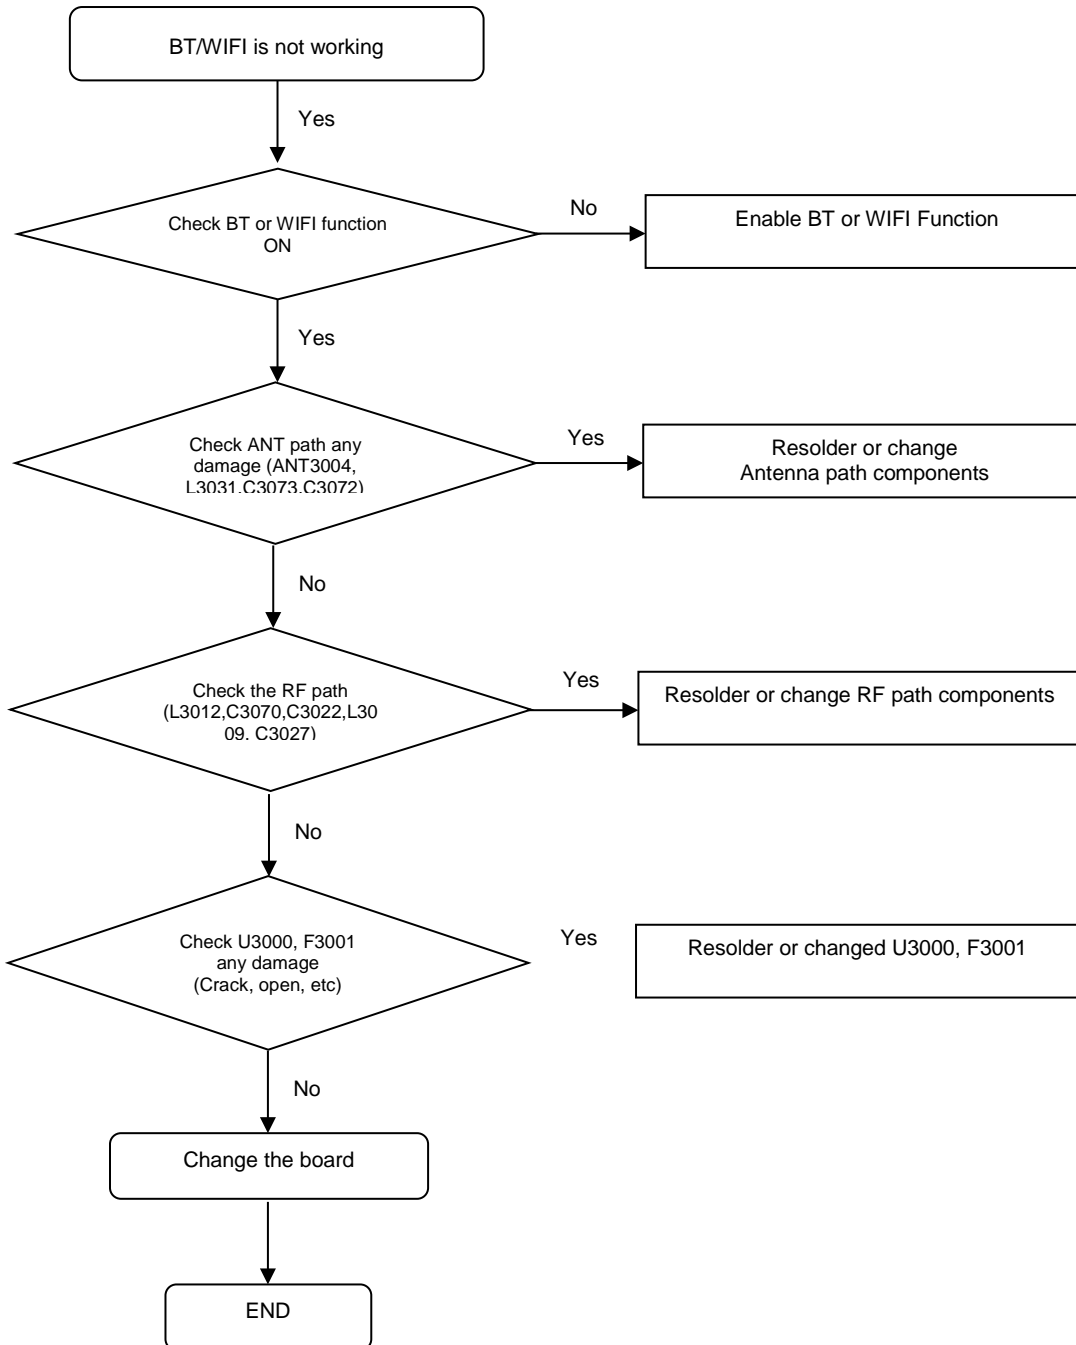 BT/WIFI is not working
Yes
Check BT or WIFI function
ON
No
Enable BT or WIFI Function
Yes
Check ANT path any
damage (ANT3004,
L3031,C3073,C3072)
Yes
Resolder or change
Antenna path components
No
Check the RF path
(L3012,C3070,C3022,L30
09, C3027)
Yes
Resolder or change RF path components
No
Check U3000, F3001
any damage
(Crack, open, etc)
Yes
Resolder or changed U3000, F3001
No
Change the board
END